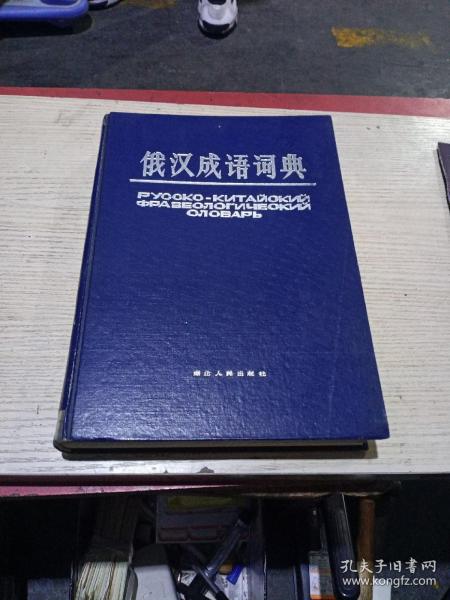 俄汉成语词典
РУССКО-КИТАЙСКИЙ
ФРАЗЕОЛОГИЧЕСКИЙ
СЛОВАРЬ
湖北人民出版社
孔夫子旧书网
www.kongfz.com